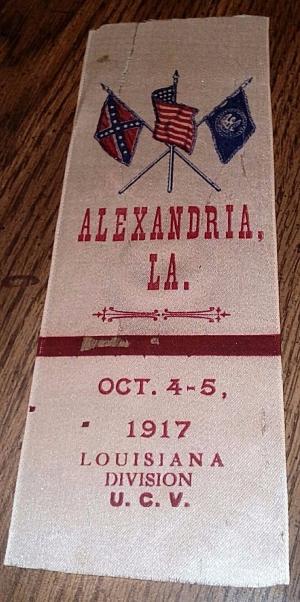 ALEXANDRIA,
LA.
OCT. 4-5,
1917
LOUISIANA
DIVISION
U. C. V.